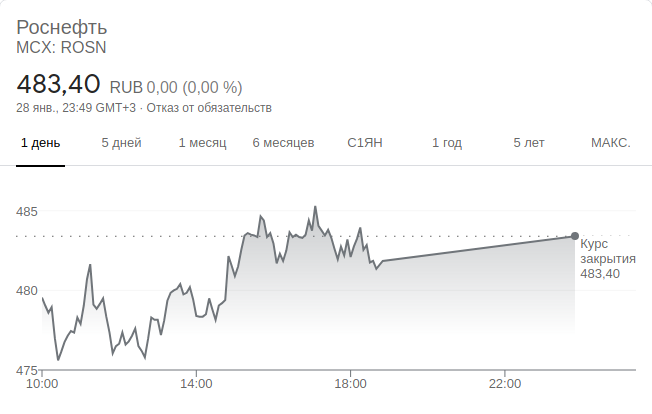 Роснефть
MCX: ROSN
483,40 RUB 0,00 (0,00 %)
28 янв., 23:49 GMT+3 · Отказ от обязательств
1 день 5 дней 1 месяц 6 месяцев С1ЯН 1 год 5 лет МАКС.
485
Курс
закрытия
483,40
480
475
10:00 14:00 18:00 22:00